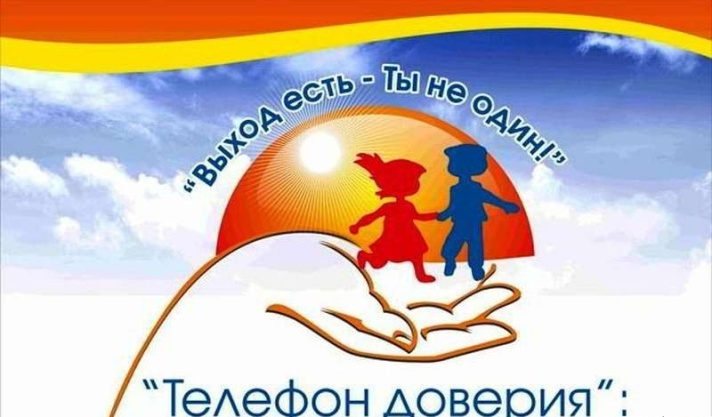 "Выход есть - Ты не один!"
"Телефон доверия":